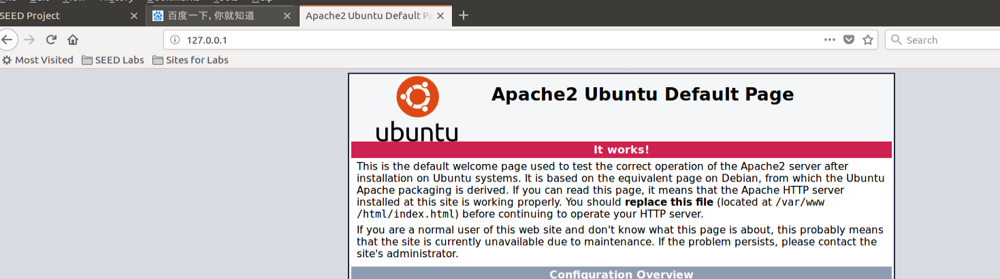 SEED Project
百度一下, 你就知道
Apache2 Ubuntu Default Pa
127.0.0.1
Search
Most Visited
SEED Labs
Sites for Labs
ubuntu
Apache2 Ubuntu Default Page
It works!
This is the default welcome page used to test the correct operation of the Apache2 server after
installation on Ubuntu systems. It is based on the equivalent page on Debian, from which the Ubuntu
Apache packaging is derived. If you can read this page, it means that the Apache HTTP server
installed at this site is working properly. You should replace this file (located at /var/www
/html/index.html) before continuing to operate your HTTP server.
If you are a normal user of this web site and don't know what this page is about, this probably means
that the site is currently unavailable due to maintenance. If the problem persists, please contact the
site's administrator.
Configuration Overview